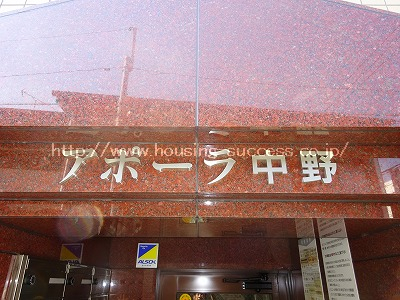 http://www.housing-success.co.jp/
アポーラ中野
ALSOK